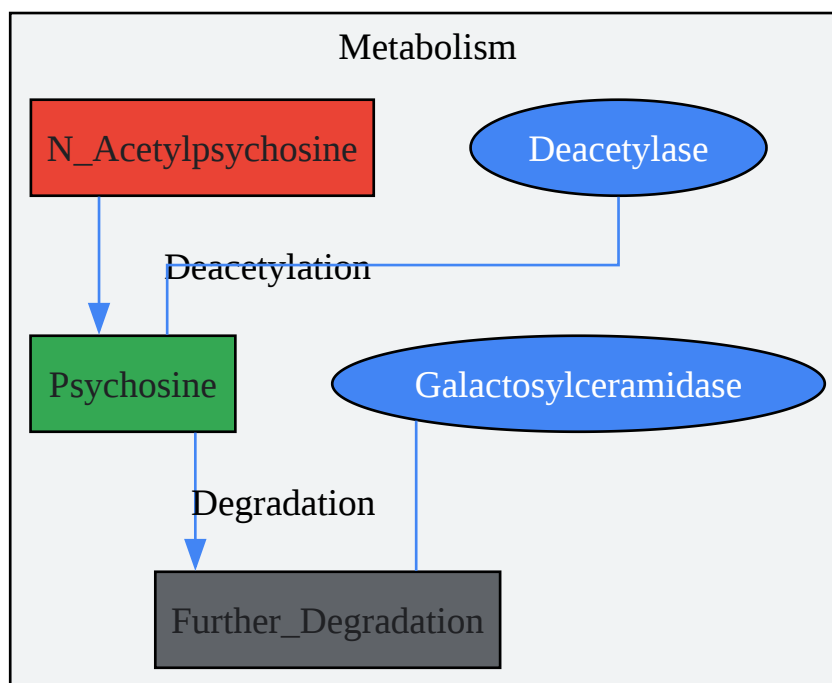 Metabolism
N_Acetylpsychosine
Deacetylase
Deacetylation
Psychosine
Galactosylceramidase
Degradation
Further_Degradation